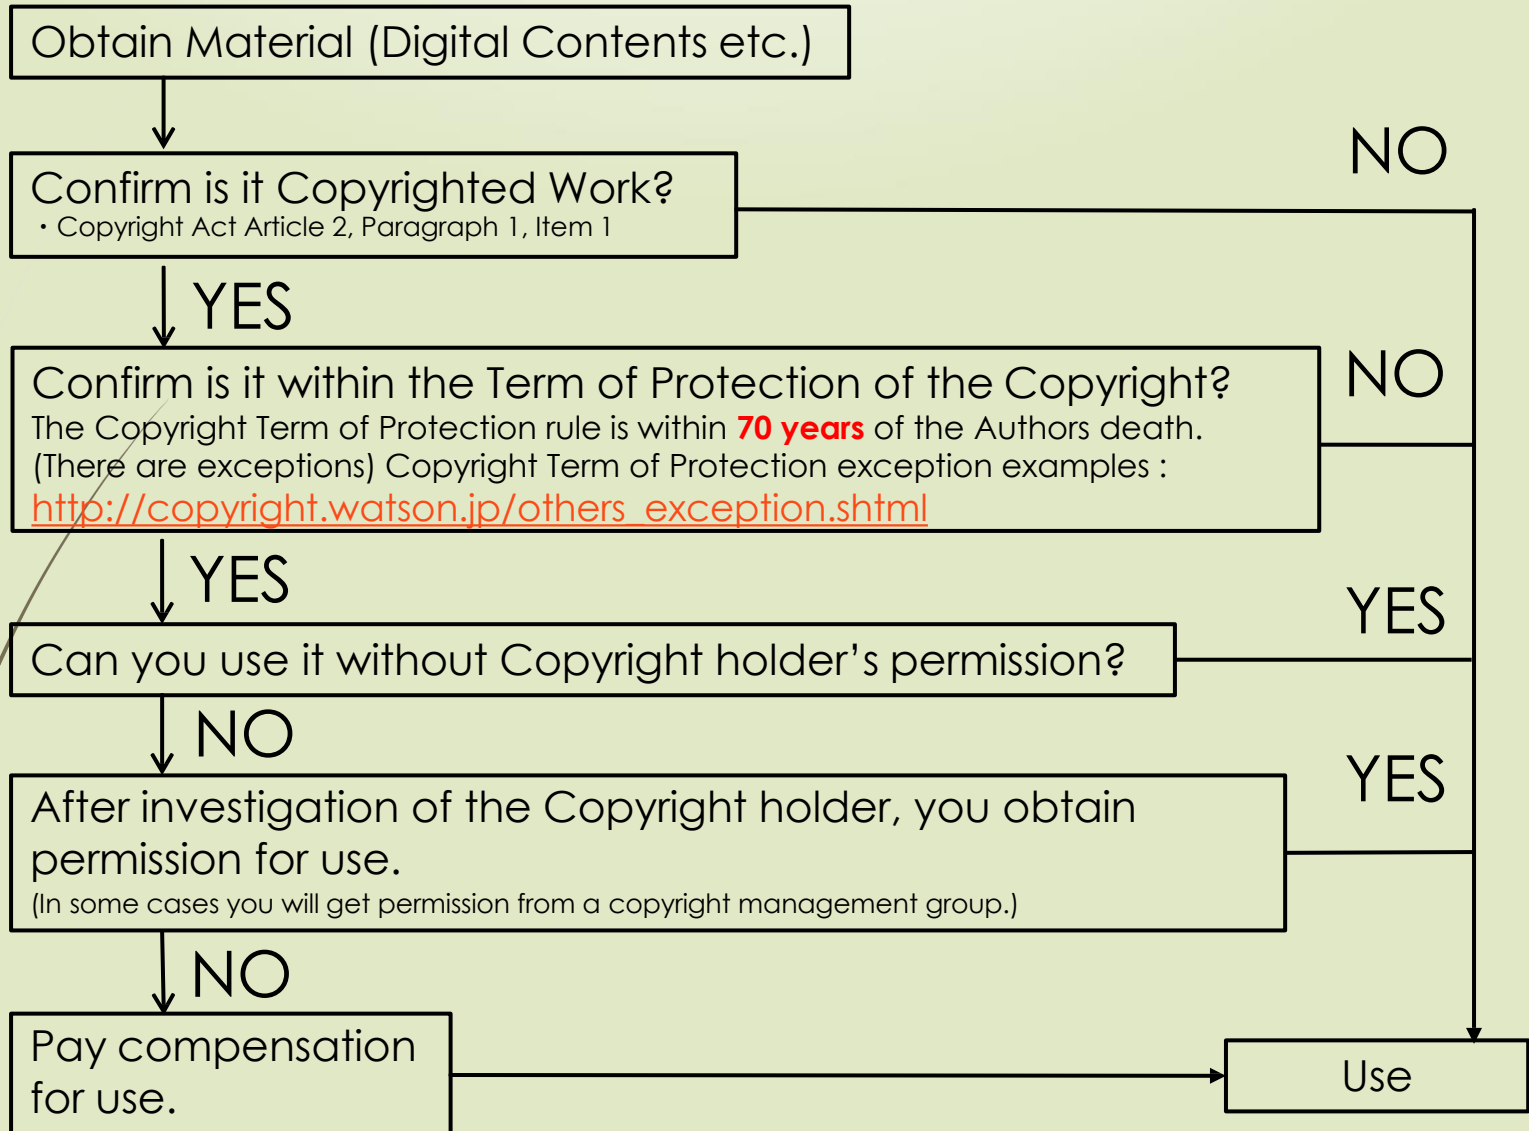 Obtain Material (Digital Contents etc.)
NO
Confirm is it Copyrighted Work?
・Copyright Act Article 2, Paragraph 1, Item 1
YES
NO
Confirm is it within the Term of Protection of the Copyright?
The Copyright Term of Protection rule is within 70 years of the Authors death.
(There are exceptions) Copyright Term of Protection exception examples :
http://copyright.watson.jp/others_exception.shtml
YES
YES
Can you use it without Copyright holder’s permission?
NO
YES
After investigation of the Copyright holder, you obtain
permission for use.
(In some cases you will get permission from a copyright management group.)
NO
Pay compensation
for use.
Use